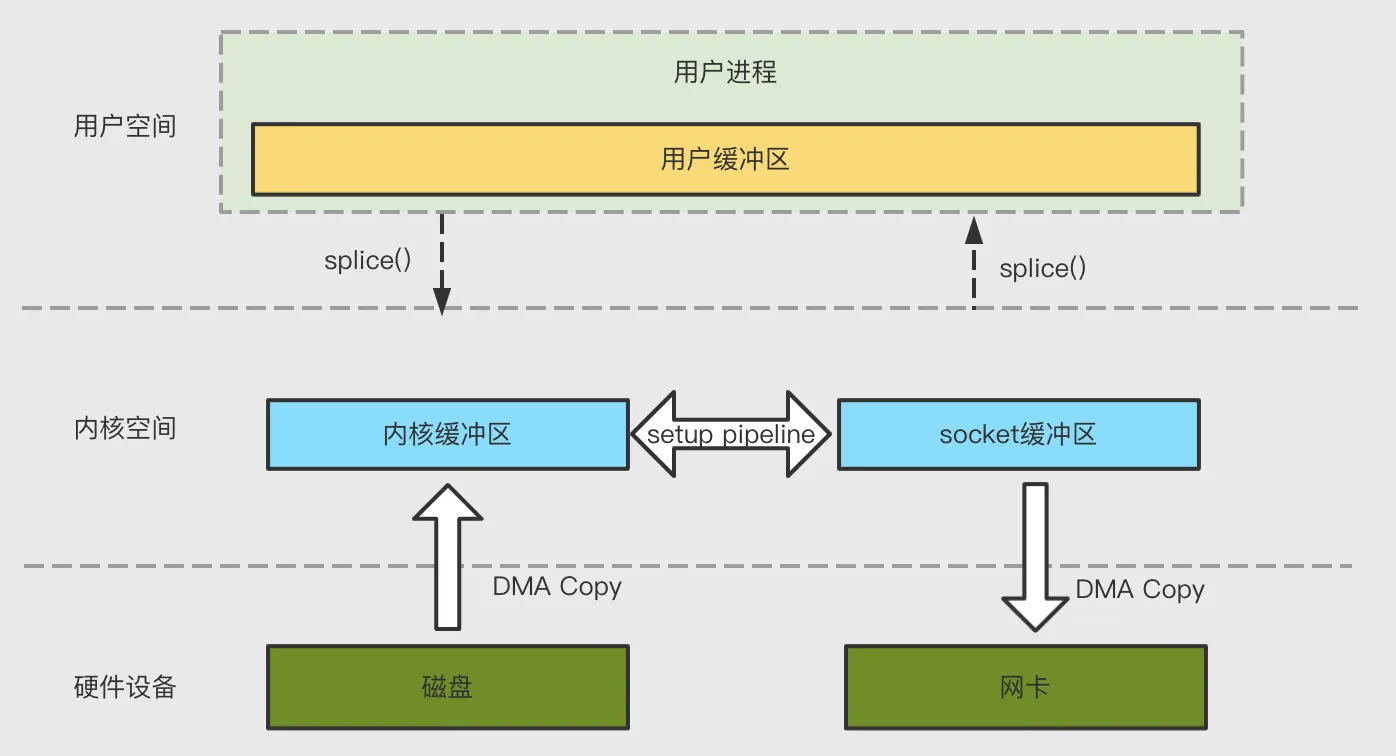 用户进程
用户空间
用户缓冲区
splice()
splice()
内核空间
内核缓冲区
setup pipeline
socket缓冲区
DMA Copy
DMA Copy
硬件设备
磁盘
网卡